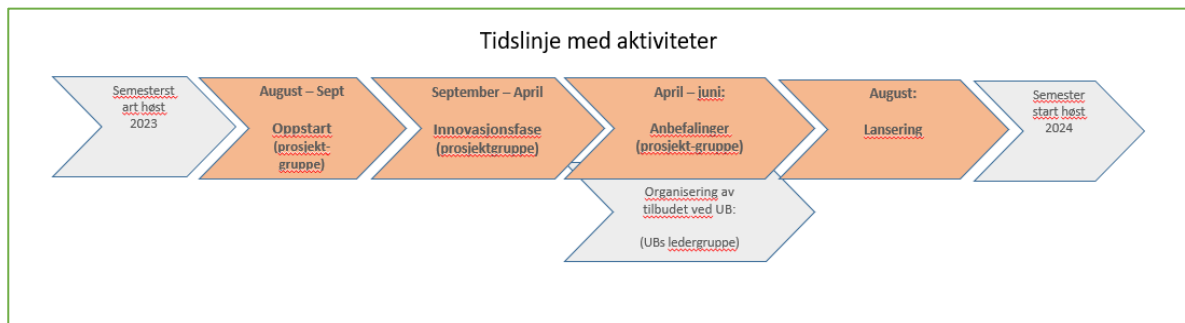 Tidslinje med aktiviteter
Semesterst
art høst
2023
August – Sept
Oppstart
(prosjekt-
gruppe)
September – April
Innovasjonsfase
(prosjektgruppe)
April – juni:
Anbefalinger
(prosjekt-gruppe)
Organisering av
tilbudet ved UB:
(UBs ledergruppe)
August:
Lansering
Semester
start høst
2024